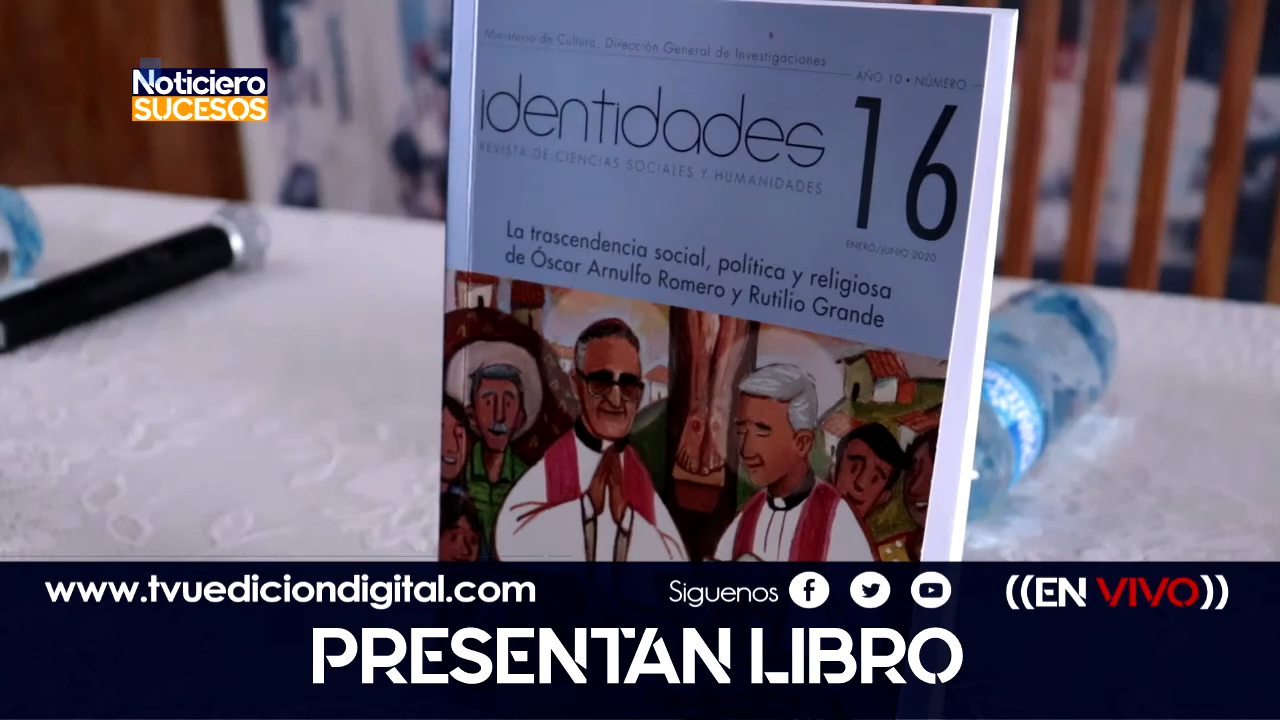 Noticiero
SUCESOS
Ministerio de Cultura, Dirección General de Investigaciones
AÑO 10 • NÚMERO
identidades
16
REVISTA DE CIENCIAS SOCIALES Y HUMANIDADES
ENERO/JUNIO 2020
La trascendencia social, política y religiosa
de Óscar Arnulfo Romero y Rutilio Grande
www.tvuediciondigital.com
Siguenos
((EN VIVO))
PRESENTAN LIBRO